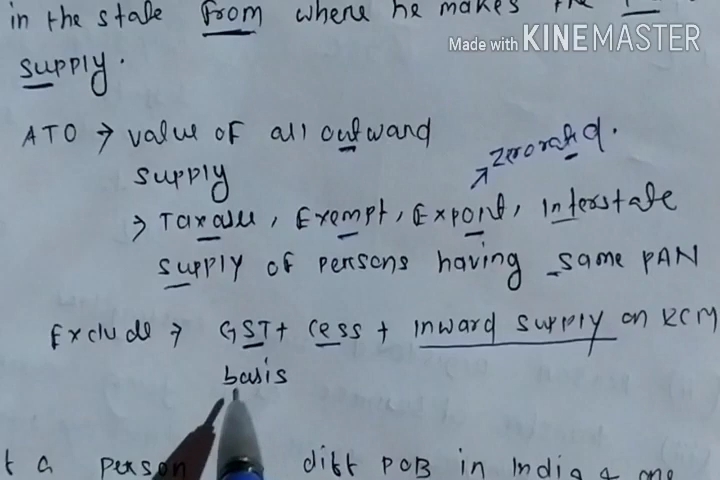 in the state From where he makes the
supply.
Made with KINEMASTER
ATO → value of all outward
supply
→ Zero rated.
→ Taxable, Exempt, Export, Interstate
supply of persons having same PAN
Exclude → GST + Cess + inward supply on RCM
basis
a person diff POB in India & one